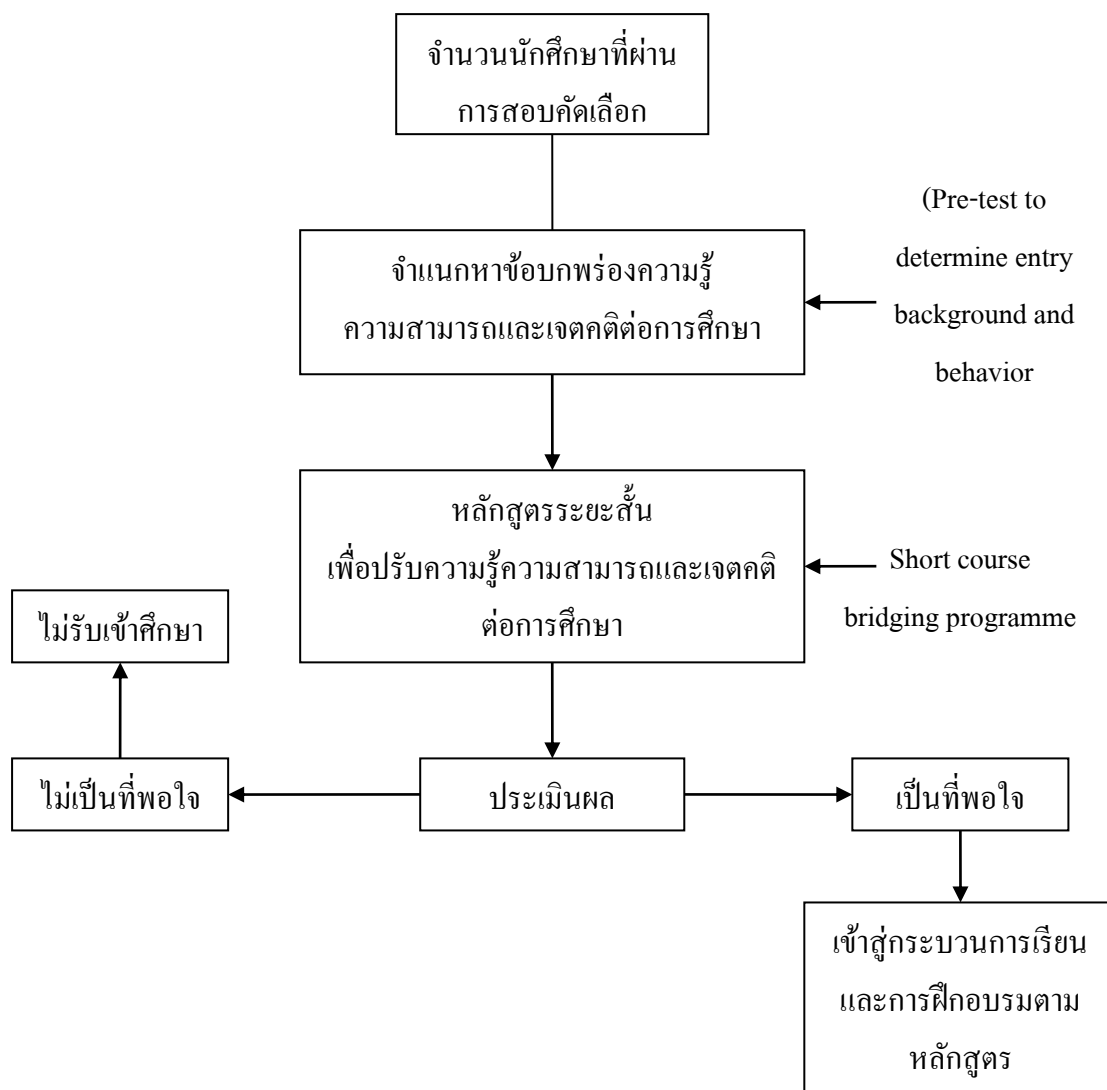 จำนวนนักศึกษาที่ผ่าน
การสอบคัดเลือก
(Pre-test to
determine entry
background and
behavior
จำแนกหาข้อบกพร่องความรู้
ความสามารถและเจตคติต่อการศึกษา
หลักสูตรระยะสั้น
เพื่อปรับความรู้ความสามารถและเจตคติ
ต่อการศึกษา
Short course
bridging programme
ไม่รับเข้าศึกษา
ไม่เป็นที่พอใจ
ประเมินผล
เป็นที่พอใจ
เข้าสู่กระบวนการเรียน
และการฝึกอบรมตาม
หลักสูตร